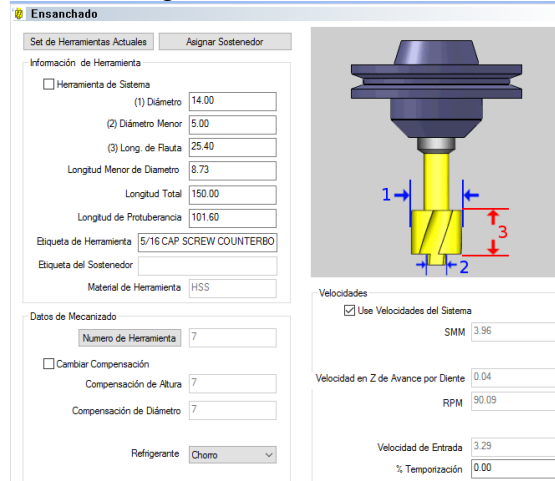 Ensanchado
Set de Herramientas Actuales
Asignar Sostenedor
Información de Herramienta
Herramienta de Sistema
(1) Diámetro 14.00
(2) Diámetro Menor 5.00
(3) Long. de Flauta 25.40
Longitud Menor de Diametro 8.73
Longitud Total 150.00
Longitud de Protuberancia 101.60
Etiqueta de Herramienta 5/16 CAP SCREW COUNTERBO
Etiqueta del Sostenedor
Material de Herramienta HSS
Datos de Mecanizado
Numero de Herramienta 7
Cambiar Compensación
Compensación de Altura 7
Compensación de Diámetro 7
Refrigerante Chorro
1
3
2
Velocidades
Use Velocidades del Sistema
SMM 3.96
Velocidad en Z de Avance por Diente 0.04
RPM 90.09
Velocidad de Entrada 3.29
% Temporización 0.00